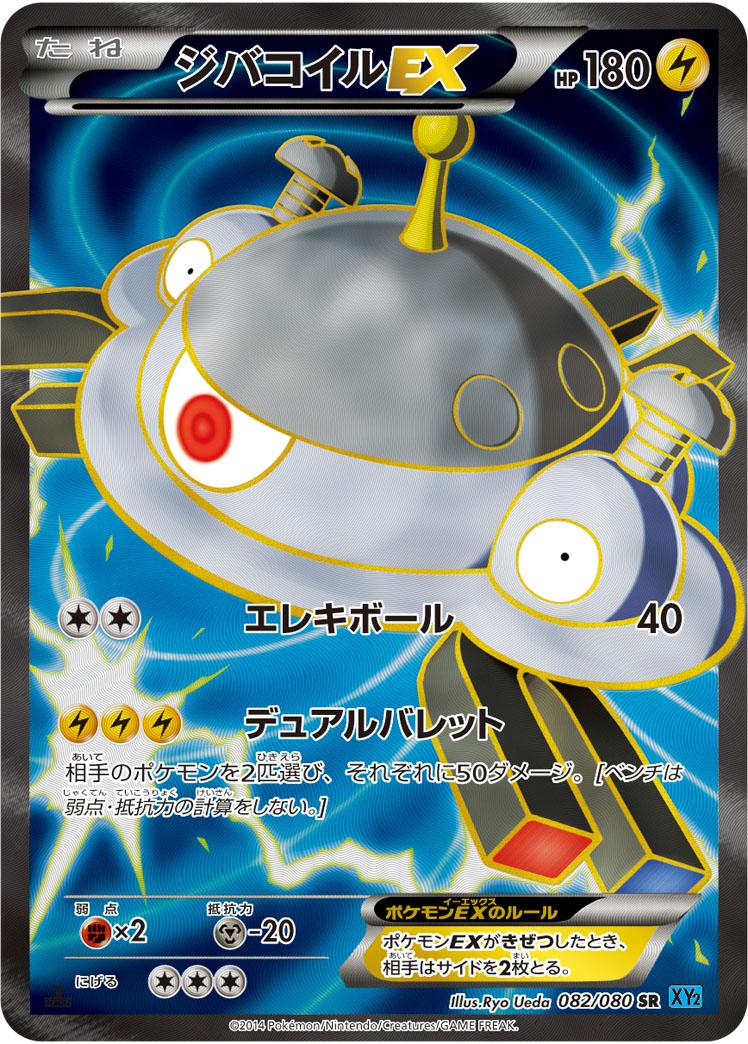 たね
ジバコイルEX
HP180
エレキボール 40
デュアルバレット
相手のポケモンを2匹選び、それぞれに50ダメージ。[ベンチは
弱点・抵抗力の計算をしない。]
弱点 抵抗力
×2 -20
にげる
ポケモンEXのルール
ポケモンEXがきぜつしたとき、
相手はサイドを2枚とる。
Illus.Ryo Ueda 082/080 SR XY2
©2014 Pokémon/Nintendo/Creatures/GAME FREAK.